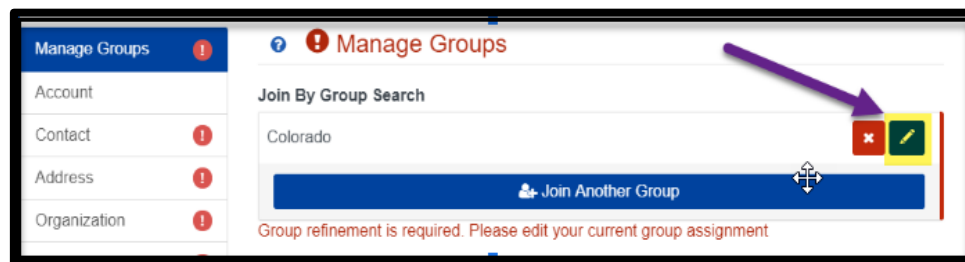 Manage Groups
Account
Contact
Address
Organization
Manage Groups
Join By Group Search
Colorado
Join Another Group
Group refinement is required. Please edit your current group assignment